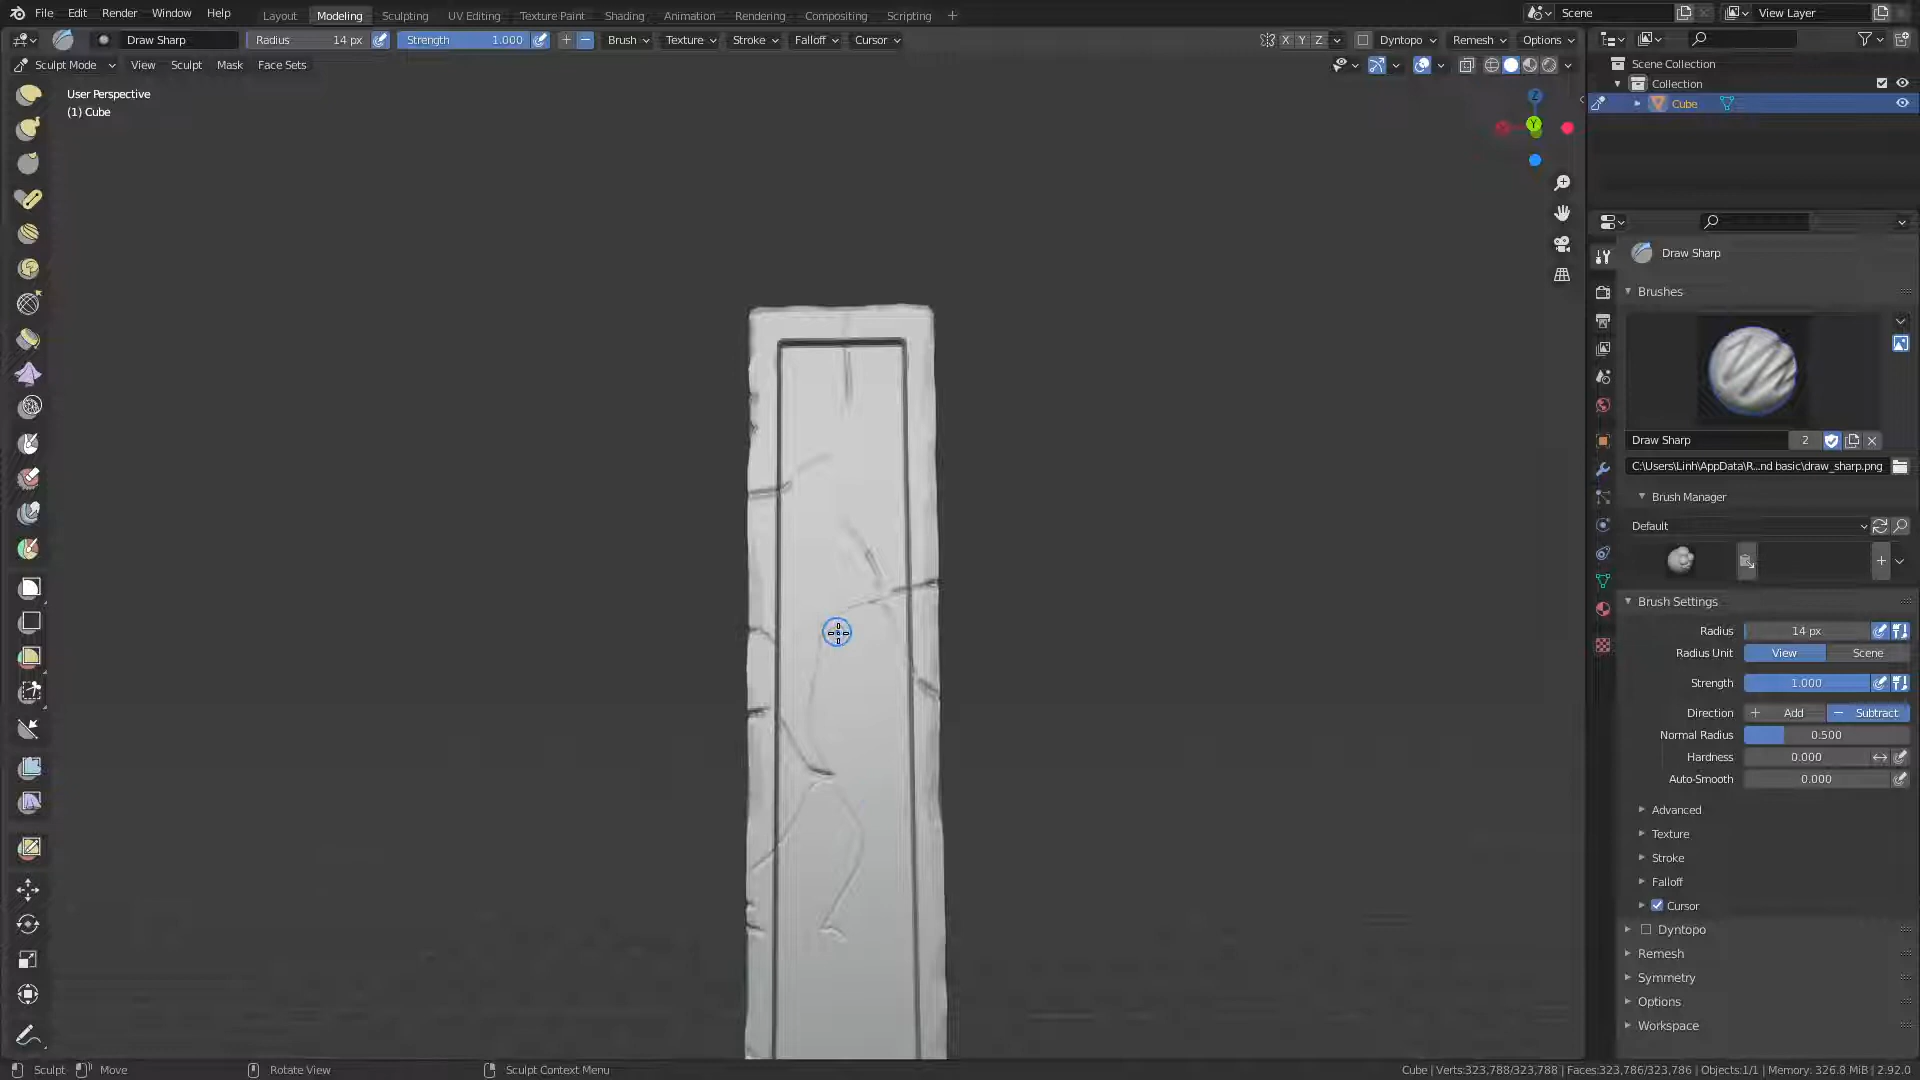 File Edit Render Window Help
Layout Modeling Sculpting UV Editing Texture Paint Shading Animation Rendering Compositing Scripting +
Scene
View Layer
Draw Sharp
Radius 14 px
Strength 1.000
Brush Texture Stroke Falloff Cursor
X Y Z
Dyntopo Remesh Options
Sculpt Mode View Sculpt Mask Face Sets
User Perspective
(1) Cube
Z
Y
Scene Collection
Collection
Cube
Draw Sharp
Brushes
Draw Sharp 2
C:\Users\Linh\AppData\R...nd basic\draw_sharp.png
Brush Manager
Default
Brush Settings
Radius 14 px
Radius Unit View Scene
Strength 1.000
Direction + Add − Subtract
Normal Radius 0.500
Hardness 0.000
Auto-Smooth 0.000
Advanced
Texture
Stroke
Falloff
Cursor
Dyntopo
Remesh
Symmetry
Options
Workspace
Sculpt Move Rotate View Sculpt Context Menu
Cube | Verts:323,788/323,788 | Faces:323,786/323,786 | Objects:1/1 | Memory: 326.8 MiB | 2.92.0